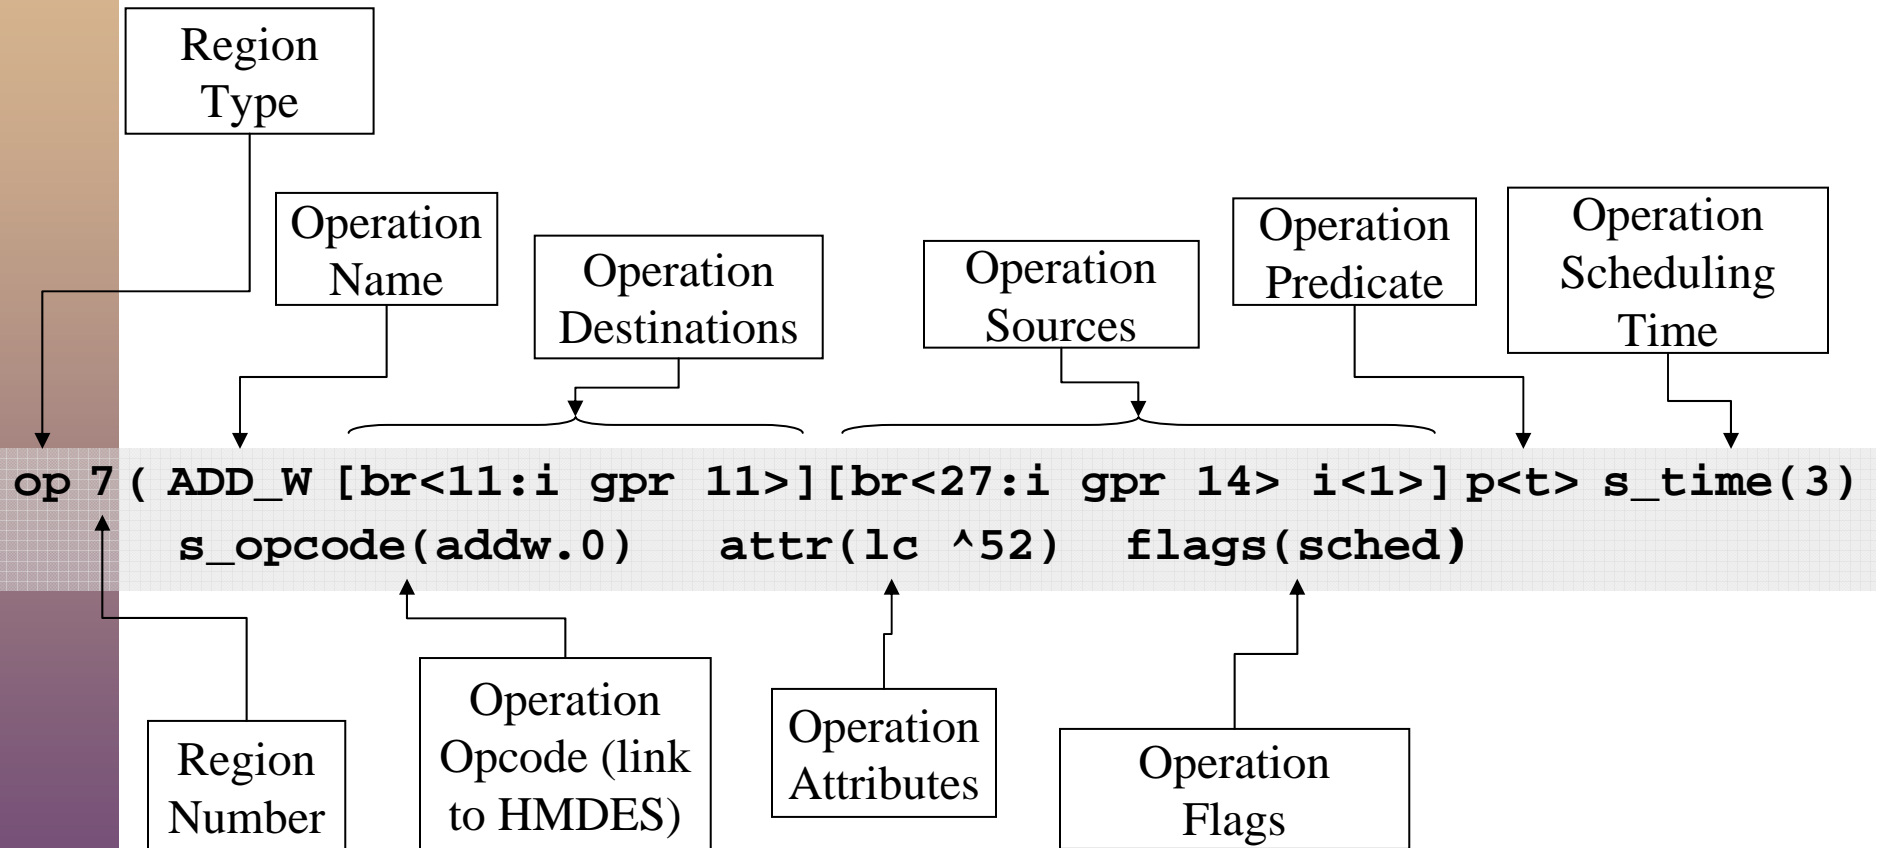 Region
Type
Operation
Name
Operation
Destinations
Operation
Sources
Operation
Predicate
Operation
Scheduling
Time
op 7 ( ADD_W [br<11:i gpr 11>][br<27:i gpr 14> i<1>] p<t> s_time(3)
s_opcode(addw.0) attr(lc ^52) flags(sched)
Region
Number
Operation
Opcode (link
to HMDES)
Operation
Attributes
Operation
Flags